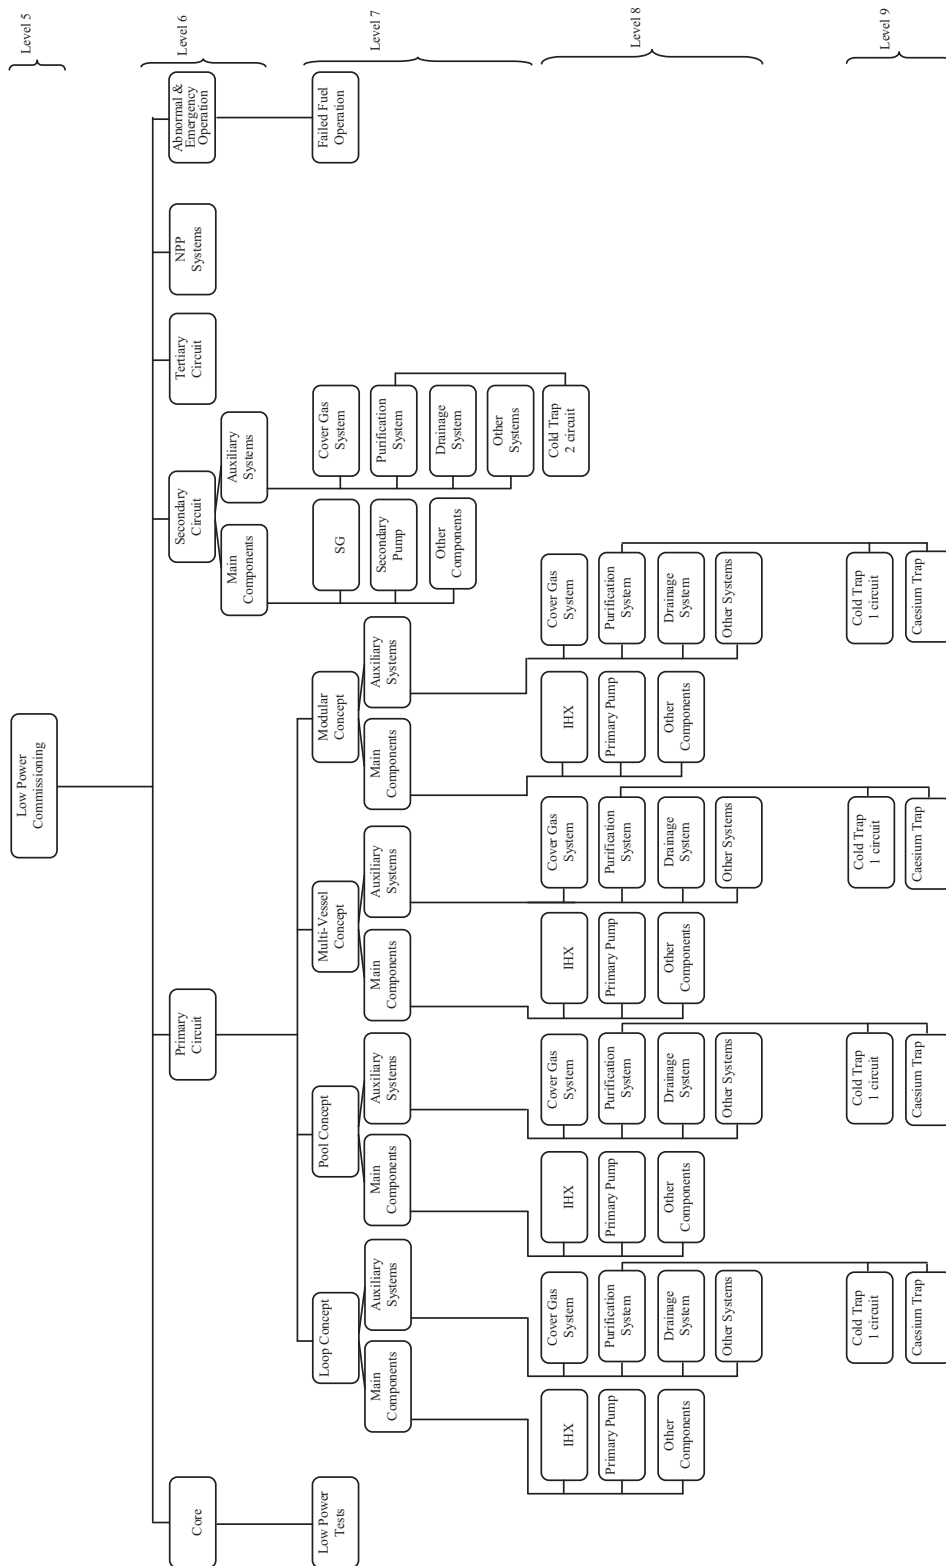 Low Power
Commissioning
Level 5
Core
Primary
Circuit
Secondary
Circuit
Tertiary
Circuit
NPP
Systems
Abnormal &
Emergency
Operation
Level 6
Main
Components
Auxiliary
Systems
Low Power
Tests
Loop Concept
Pool Concept
Multi-Vessel
Concept
Modular
Concept
Failed Fuel
Operation
Level 7
Main
Components
Auxiliary
Systems
Main
Components
Auxiliary
Systems
Main
Components
Auxiliary
Systems
Main
Components
Auxiliary
Systems
SG
Secondary
Pump
Other
Components
Cover Gas
System
Purification
System
Drainage
System
Other
Systems
Cold Trap
2 circuit
Level 8
IHX
Primary Pump
Other
Components
Cover Gas
System
Purification
System
Drainage
System
Other Systems
IHX
Primary Pump
Other
Components
Cover Gas
System
Purification
System
Drainage
System
Other Systems
IHX
Primary Pump
Other
Components
Cover Gas
System
Purification
System
Drainage
System
Other Systems
IHX
Primary Pump
Other
Components
Cover Gas
System
Purification
System
Drainage
System
Other Systems
Level 9
Cold Trap
1 circuit
Caesium Trap
Cold Trap
1 circuit
Caesium Trap
Cold Trap
1 circuit
Caesium Trap
Cold Trap
1 circuit
Caesium Trap